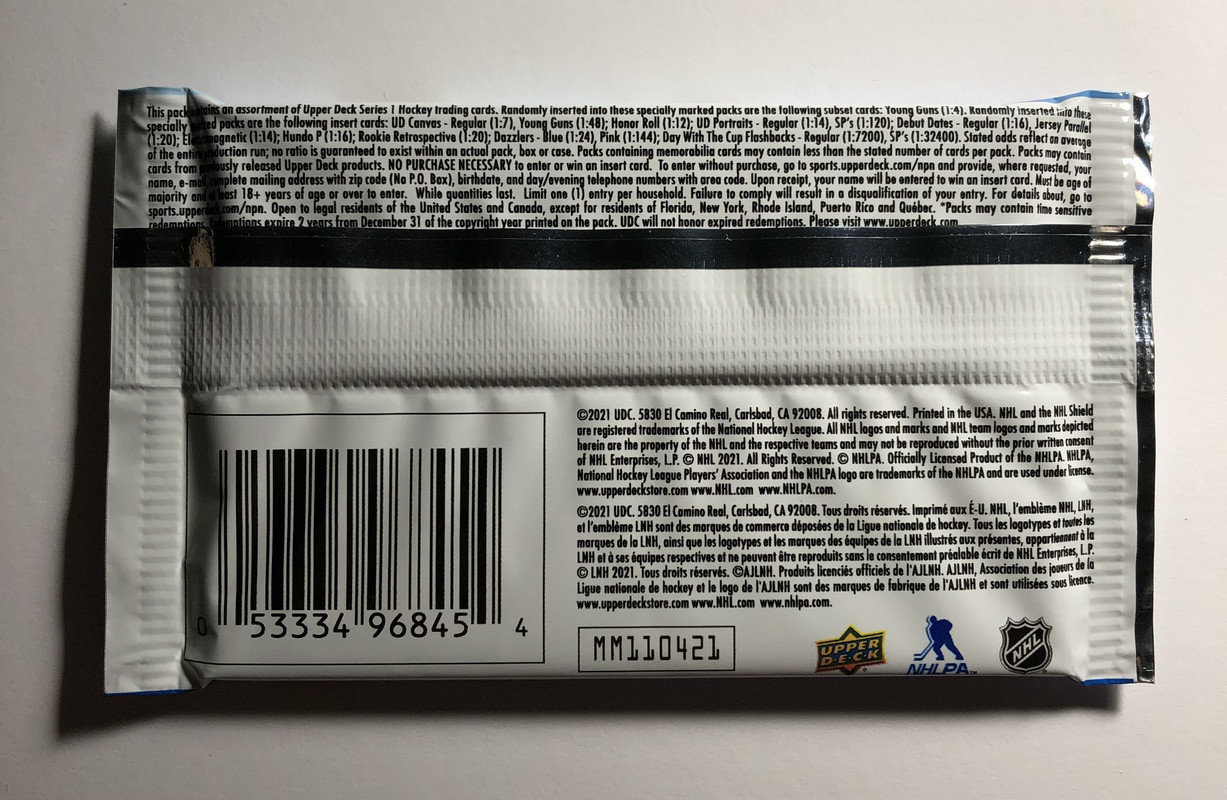 This pack ains an assortment of Upper Deck Series 1 Hockey trading cards. Randomly inserted into these specially marked packs are the following subset cards: Young Guns (1:4). Randomly inserted into these
specially ed packs are the following insert cards: UD Canvas - Regular (1:7), Young Guns (1:48); Honor Roll (1:12); UD Portraits - Regular (1:14), SP's (1:120); Debut Dates - Regular (1:16), Jersey Parallel
(1:20); magnetic (1:14); Hundo P (1:16); Rookie Retrospective (1:20); Dazzlers - Blue (1:24), Pink (1:144); Day With The Cup Flashbacks - Regular (1:7200), SP's (1:32400). Stated odds reflect an average
of the entire duction run; no ratio is guaranteed to exist within an actual pack, box or case. Packs containing memorabilia cards may contain less than the stated number of cards per pack. Packs may contain
cards from ously released Upper Deck products. NO PURCHASE NECESSARY to enter or win an insert card. To enter without purchase, go to sports.upperdeck.com/npn and provide, where requested, your
name, e-mail, mplete mailing address with zip code (No P.O. Box), birthdate, and day/evening telephone numbers with area code. Upon receipt, your name will be entered to win an insert card. Must be age of
majority and least 18+ years of age or over to enter. While quantities last. Limit one (1) entry per household. Failure to comply will result in a disqualification of your entry. For details about, go to
sports.upperdeck.com/npn. Open to legal residents of the United States and Canada, except for residents of Florida, New York, Rhode Island, Puerto Rico and Québec. *Packs may contain time sensitive
redemptions. emptions expire 2 years from December 31 of the copyright year printed on the pack. UDC will not honor expired redemptions. Please visit www.upperdeck.com
©2021 UDC. 5830 El Camino Real, Carlsbad, CA 92008. All rights reserved. Printed in the USA. NHL and the NHL Shield
are registered trademarks of the National Hockey League. All NHL logos and marks and NHL team logos and marks depicted
herein are the property of the NHL and the respective teams and may not be reproduced without the prior written consent
of NHL Enterprises, L.P. © NHL 2021. All Rights Reserved. © NHLPA. Officially Licensed Product of the NHLPA. NHLPA,
National Hockey League Players' Association and the NHLPA logo are trademarks of the NHLPA and are used under license.
www.upperdeckstore.com www.NHL.com www.NHLPA.com.
©2021 UDC. 5830 El Camino Real, Carlsbad, CA 92008. Tous droits réservés. Imprimé aux É-U. NHL, l'emblème NHL, LNH,
et l'emblème LNH sont des marques de commerce déposées de la Ligue nationale de hockey. Tous les logotypes et toutes les
marques de la LNH, ainsi que les logotypes et les marques des équipes de la LNH illustrés aux présentes, appartiennent à la
LNH et à ses équipes respectives et ne peuvent être reproduits sans le consentement préalable écrit de NHL Enterprises, L.P.
© LNH 2021. Tous droits réservés. ©AJLNH. Produits licenciés officiels de l'AJLNH. AJLNH, Association des joueurs de la
Ligue nationale de hockey et le logo de l'AJLNH sont des marques de fabrique de l'AJLNH et sont utilisées sous licence.
www.upperdeckstore.com www.NHL.com www.nhlpa.com.
0 53334 96845 4
MM110421
UPPER
DECK
NHLPA™
NHL